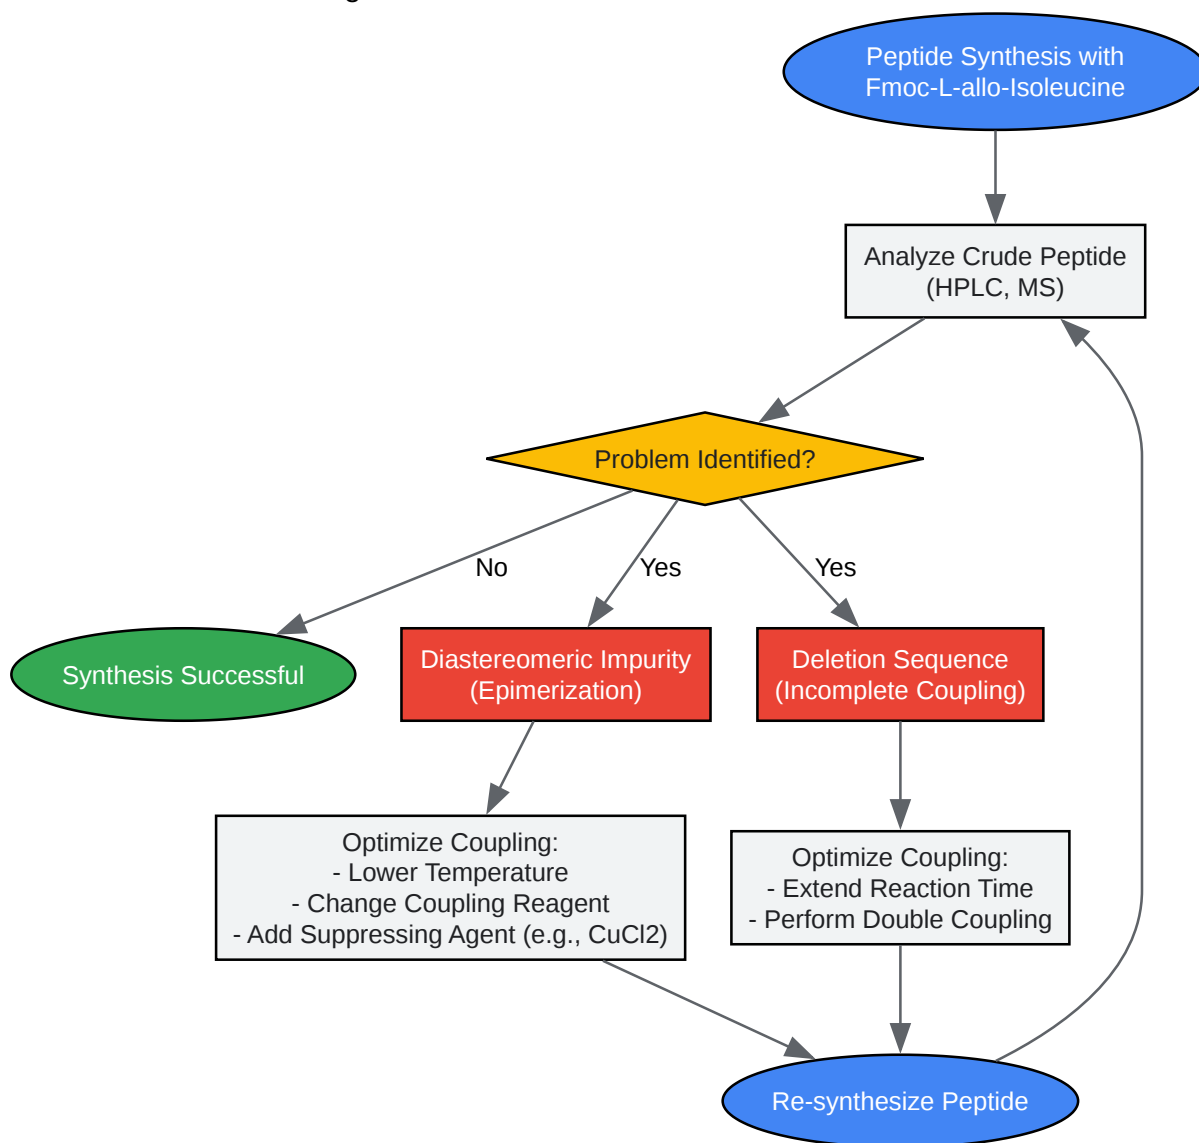 Peptide Synthesis with
Fmoc-L-allo-Isoleucine
Analyze Crude Peptide
(HPLC, MS)
Problem Identified?
No
Yes
Yes
Synthesis Successful
Diastereomeric Impurity
(Epimerization)
Deletion Sequence
(Incomplete Coupling)
Optimize Coupling:
- Lower Temperature
- Change Coupling Reagent
- Add Suppressing Agent (e.g., CuCl2)
Optimize Coupling:
- Extend Reaction Time
- Perform Double Coupling
Re-synthesize Peptide